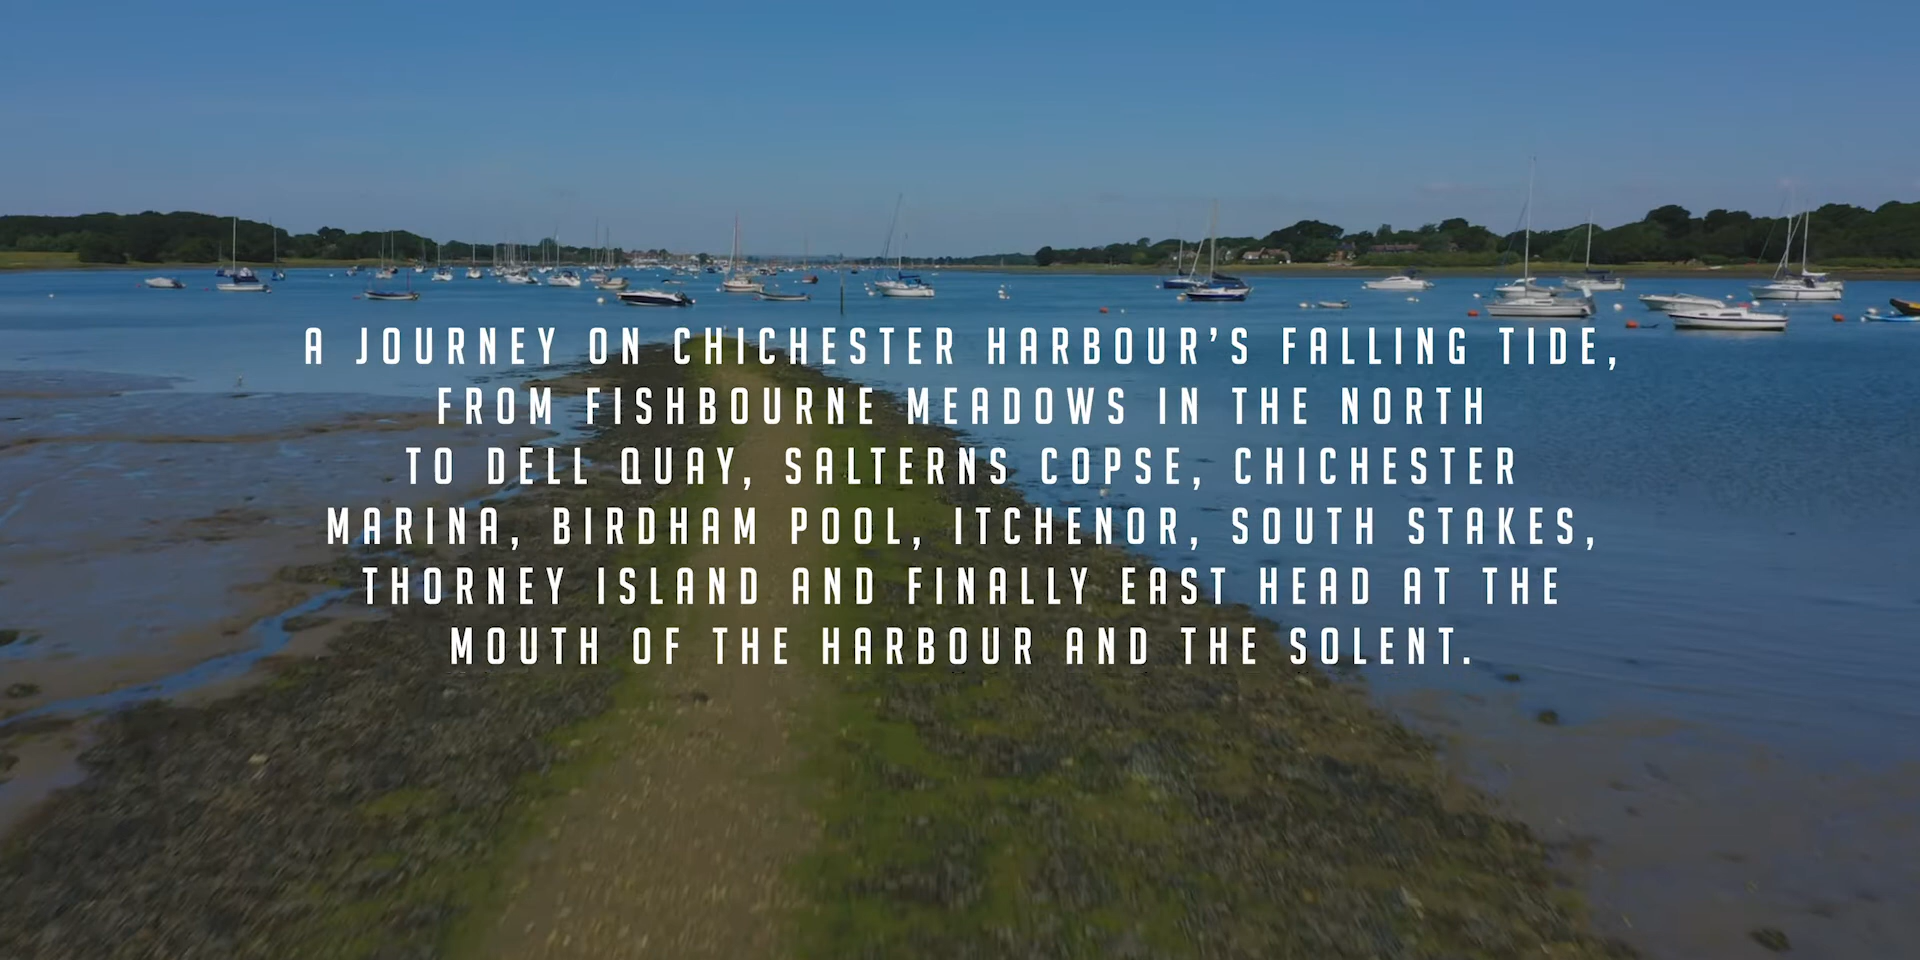 A JOURNEY ON CHICHESTER HARBOUR’S FALLING TIDE,
FROM FISHBOURNE MEADOWS IN THE NORTH
TO DELL QUAY, SALTERNS COPSE, CHICHESTER
MARINA, BIRDHAM POOL, ITCHENOR, SOUTH STAKES,
THORNEY ISLAND AND FINALLY EAST HEAD AT THE
MOUTH OF THE HARBOUR AND THE SOLENT.